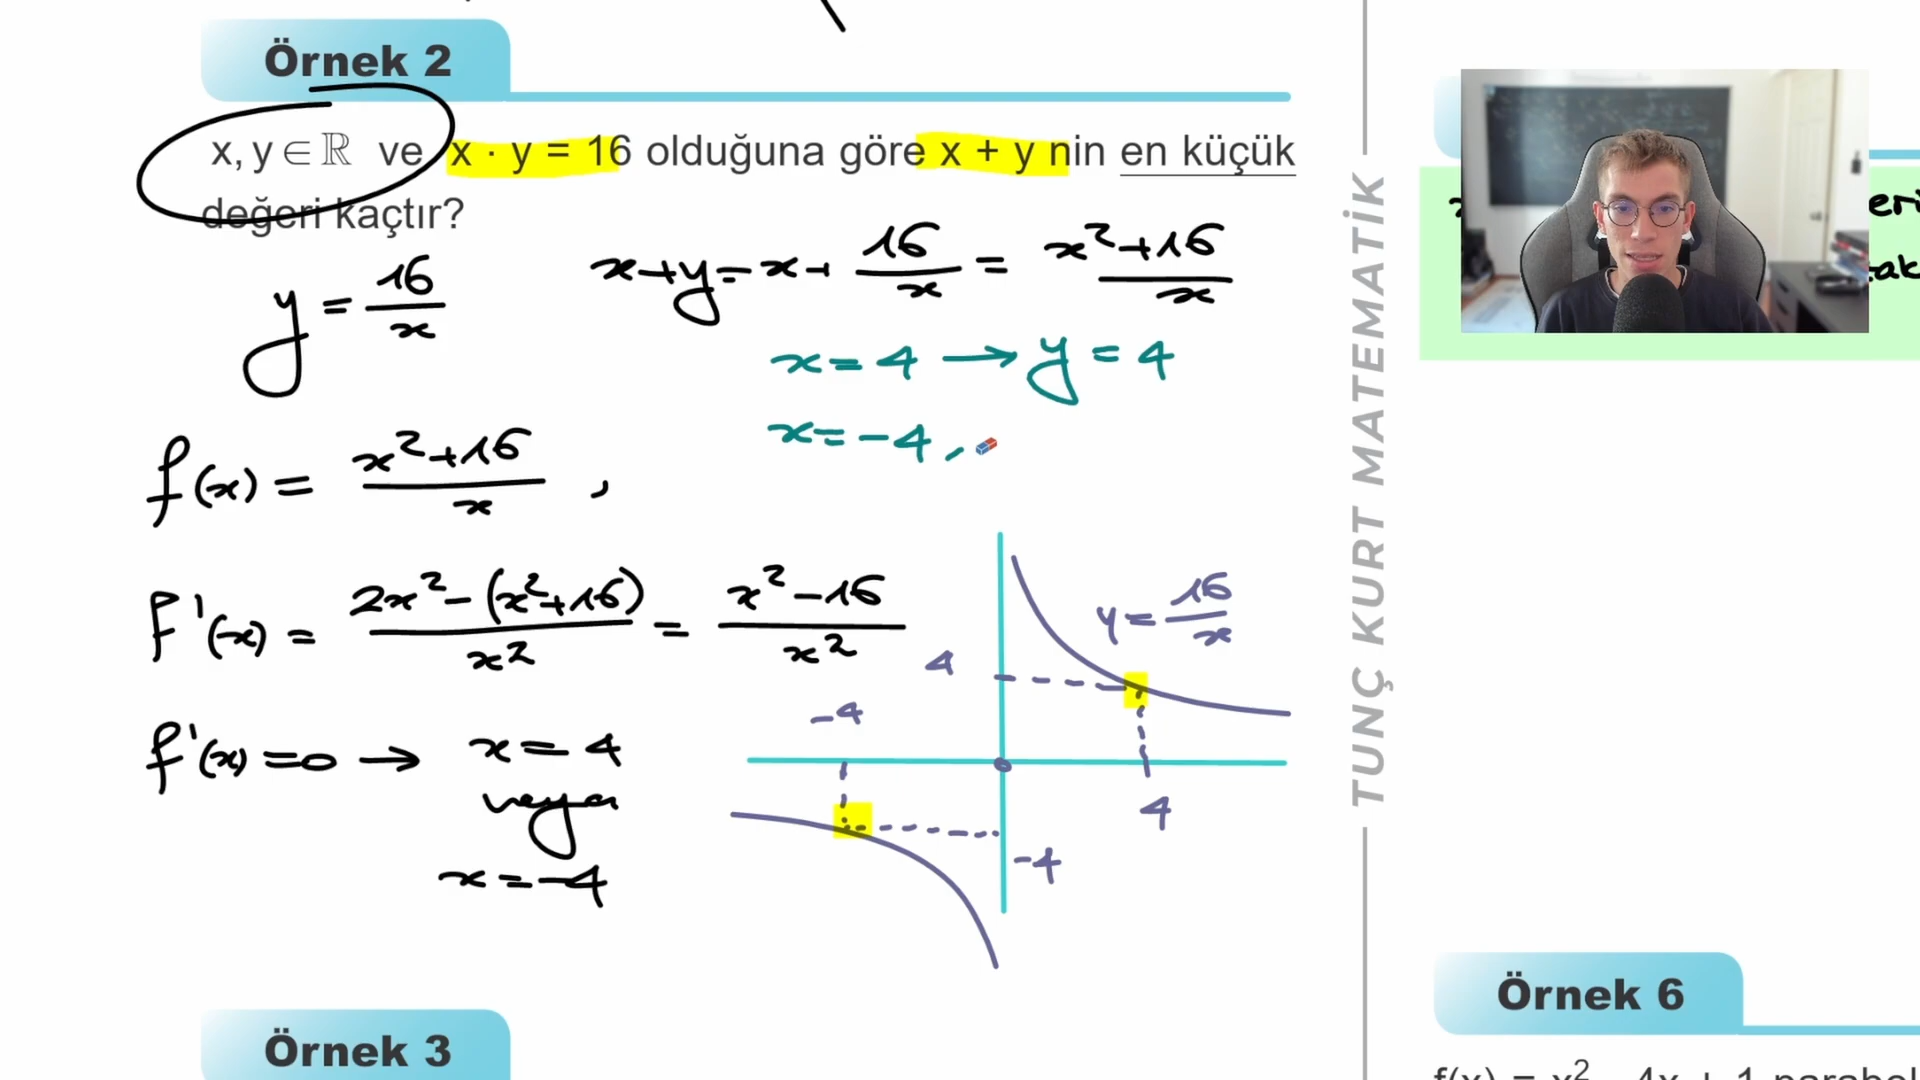 Örnek 2
x, y ∈ ℝ ve x · y = 16 olduğuna göre x + y nin en küçük
değeri kaçtır?
y = 16/x
x+y = x + 16/x = (x²+16)/x
x = 4 → y = 4
x = -4,
f(x) = (x²+16)/x ,
f'(x) = (2x² - (x²+16))/x² = (x² - 16)/x²
f'(x) = 0 → x = 4
veya
x = -4
y = 16/x
4
-4
4
-4
0
Örnek 3
TUNÇ KURT MATEMATİK
Örnek 6